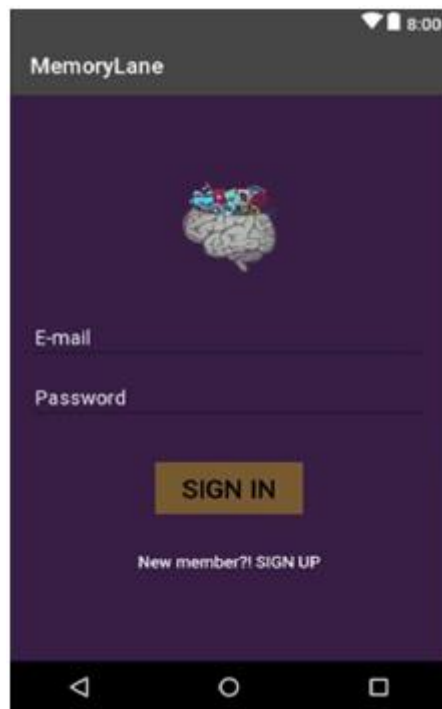 8:00
MemoryLane
E-mail
Password
SIGN IN
New member?! SIGN UP